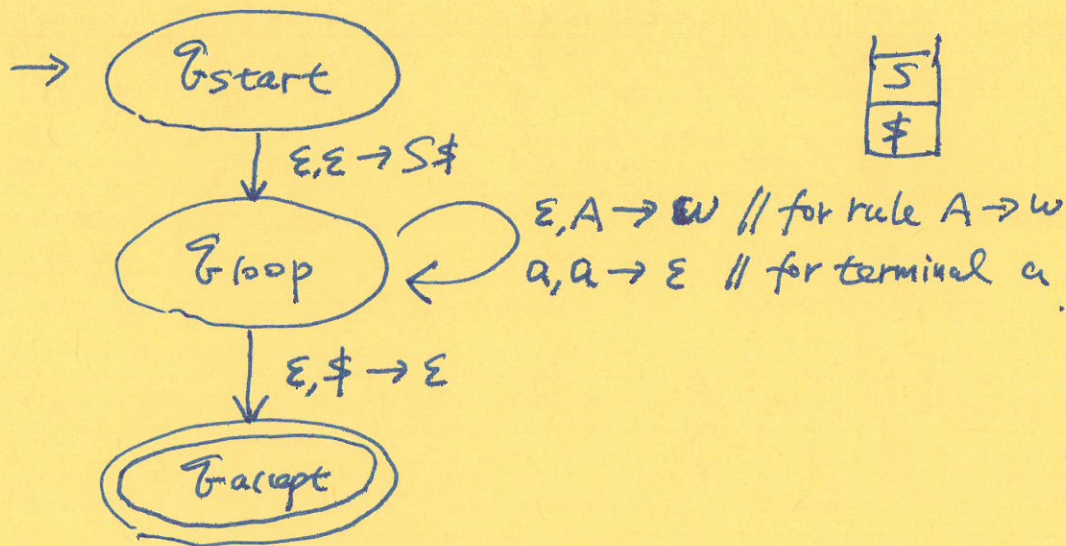 → qstart
S
$
ε,ε → S$
qloop
ε,A → w // for rule A → w
a,a → ε // for terminal a.
ε,$ → ε
qaccept